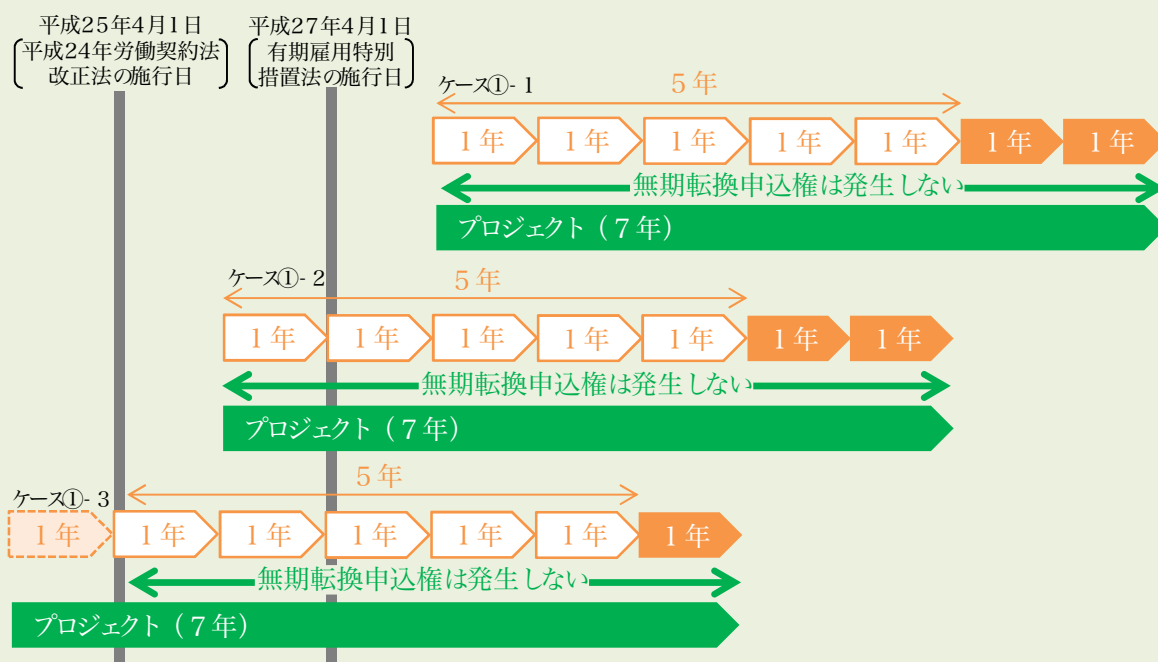 平成25年4月1日
平成24年労働契約法
改正法の施行日
平成27年4月1日
有期雇用特別
措置法の施行日
ケース①-1
5年
1年
1年
1年
1年
1年
1年
1年
無期転換申込権は発生しない
プロジェクト（7年）
ケース①-2
5年
1年
1年
1年
1年
1年
1年
1年
無期転換申込権は発生しない
プロジェクト（7年）
ケース①-3
5年
1年
1年
1年
1年
1年
1年
1年
無期転換申込権は発生しない
プロジェクト（7年）